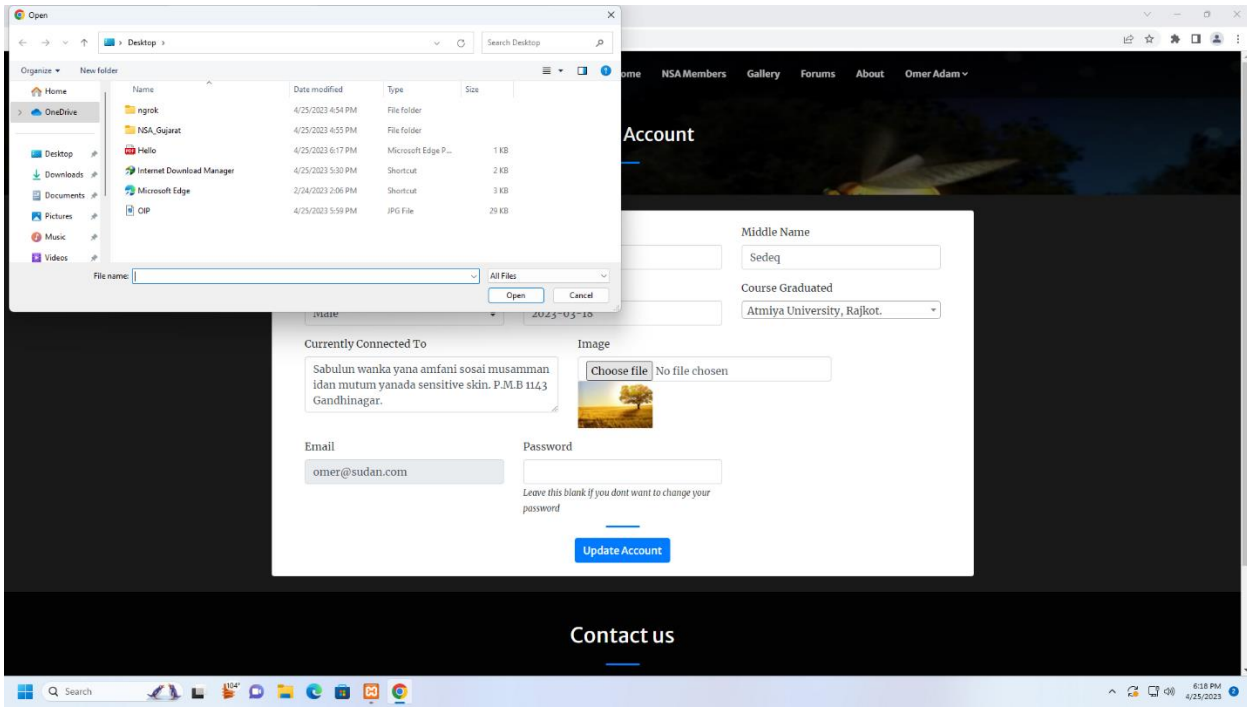 Open
Desktop
Search Desktop
Organize
New folder
Home
OneDrive
Desktop
Downloads
Documents
Pictures
Music
Videos
Name Date modified Type Size
ngrok 4/25/2023 4:54 PM File folder
NSA_Gujarat 4/25/2023 4:55 PM File folder
Hello 4/25/2023 6:17 PM Microsoft Edge P... 1 KB
Internet Download Manager 4/25/2023 5:30 PM Shortcut 2 KB
Microsoft Edge 2/24/2023 2:06 PM Shortcut 3 KB
OIP 4/25/2023 5:59 PM JPG File 29 KB
File name:
All Files
Open Cancel
ome NSA Members Gallery Forums About Omer Adam
Account
Middle Name
Sedeq
Course Graduated
Male 2023-03-18 Atmiya University, Rajkot.
Currently Connected To
Sabulun wanka yana amfani sosai musamman
idan mutum yanada sensitive skin. P.M.B 1143
Gandhinagar.
Image
Choose file No file chosen
Email
omer@sudan.com
Password
Leave this blank if you dont want to change your
password
Update Account
Contact us
Search
104°
6:18 PM
4/25/2023